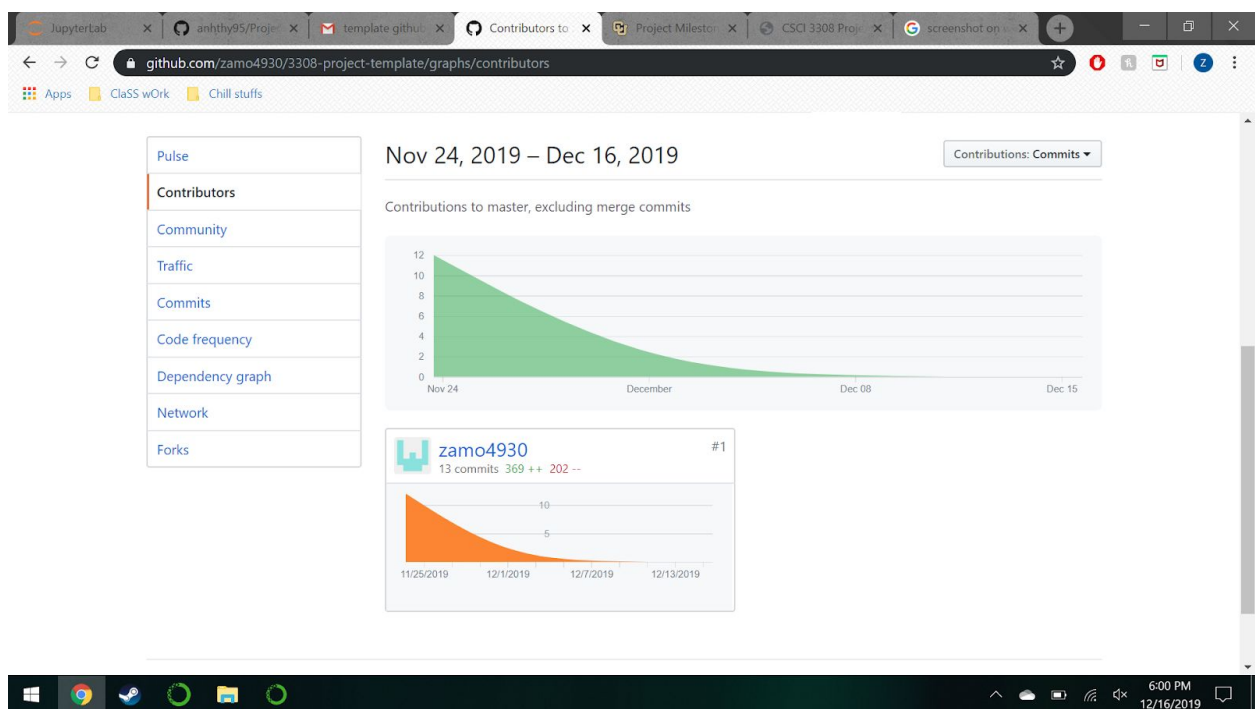 JupyterLab
anhthy95/Projec
template github
Contributors to
Project Mileston
CSCI 3308 Proje
screenshot on
github.com/zamo4930/3308-project-template/graphs/contributors
Z
Apps
ClaSS wOrk
Chill stuffs
Pulse
Contributors
Community
Traffic
Commits
Code frequency
Dependency graph
Network
Forks
Nov 24, 2019 – Dec 16, 2019
Contributions: Commits
Contributions to master, excluding merge commits
12
10
8
6
4
2
0
Nov 24 December Dec 08 Dec 15
zamo4930 #1
13 commits 369 ++ 202 --
10
5
11/25/2019 12/1/2019 12/7/2019 12/13/2019
6:00 PM
12/16/2019